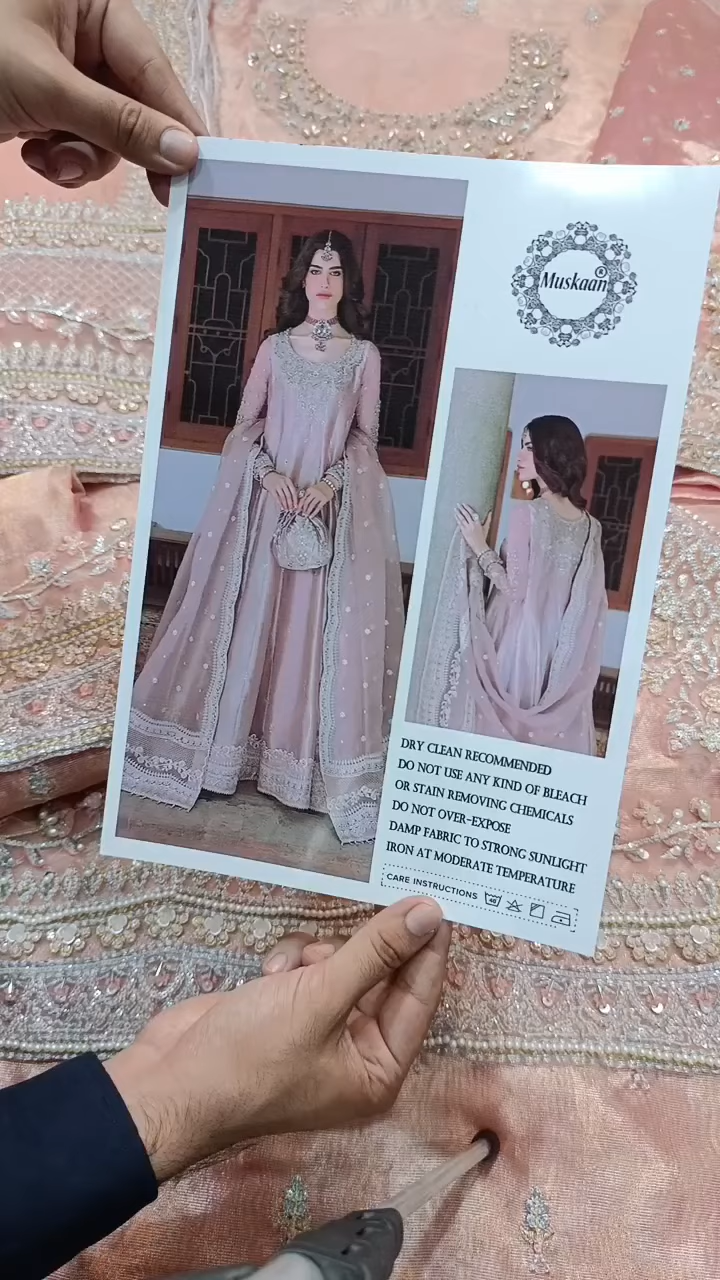 Muskaan ®
DRY CLEAN RECOMMENDED
DO NOT USE ANY KIND OF BLEACH
OR STAIN REMOVING CHEMICALS
DO NOT OVER-EXPOSE
DAMP FABRIC TO STRONG SUNLIGHT
IRON AT MODERATE TEMPERATURE
CARE INSTRUCTIONS 40